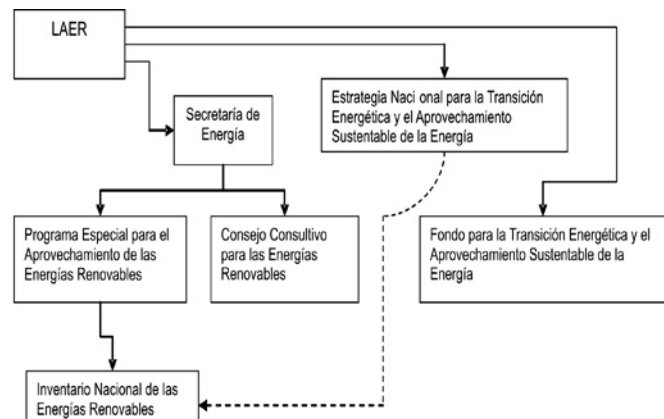 LAER
Secretaría de
Energía
Estrategia Naci onal para la Transición
Energética y el Aprovechamiento
Sustentable de la Energía
Programa Especial para el
Aprovechamiento de las
Energías Renovables
Consejo Consultivo
para las Energías
Renovables
Fondo para la Transición Energética y el
Aprovechamiento Sustentable de la
Energía
Inventario Nacional de las
Energías Renovables